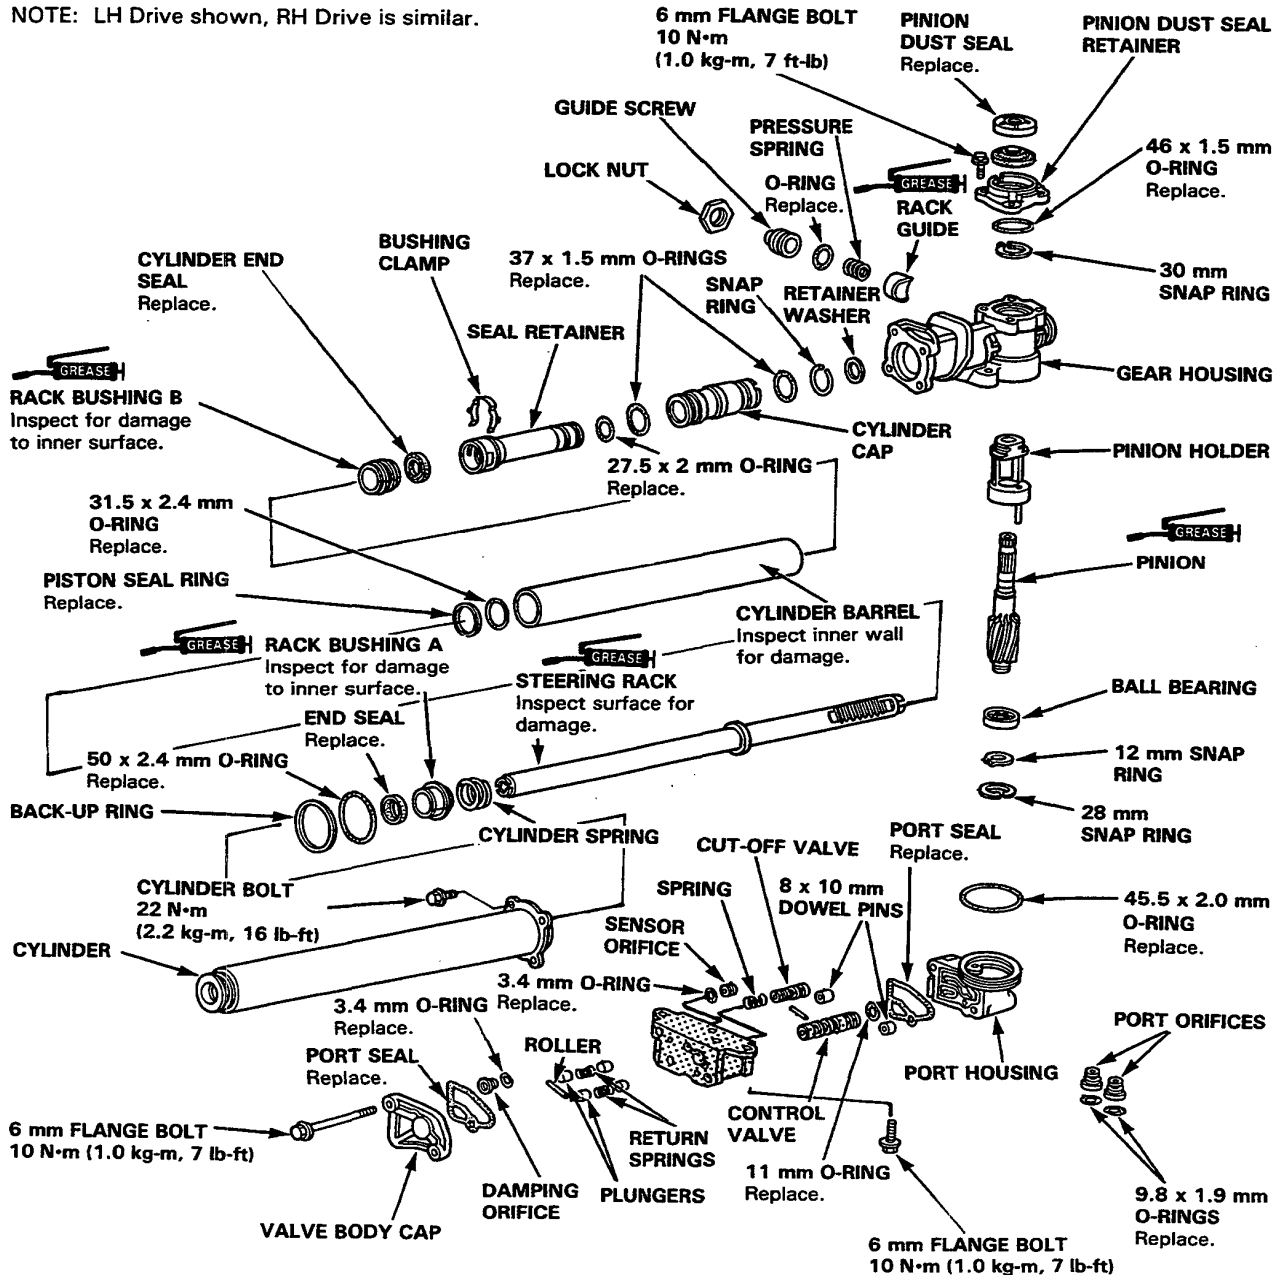 NOTE: LH Drive shown, RH Drive is similar.
6 mm FLANGE BOLT
10 N•m
(1.0 kg-m, 7 ft-lb)
PINION
DUST SEAL
Replace.
PINION DUST SEAL
RETAINER
GUIDE SCREW
PRESSURE
SPRING
46 x 1.5 mm
O-RING
Replace.
LOCK NUT
O-RING
Replace.
GREASE
RACK
GUIDE
BUSHING
CLAMP
37 x 1.5 mm O-RINGS
CYLINDER END
SEAL
Replace.
SNAP
RING
RETAINER
WASHER
30 mm
SNAP RING
SEAL RETAINER
GREASE
GEAR HOUSING
RACK BUSHING B
Inspect for damage
to inner surface.
CYLINDER
CAP
PINION HOLDER
27.5 x 2 mm O-RING
Replace.
31.5 x 2.4 mm
O-RING
Replace.
GREASE
PINION
PISTON SEAL RING
Replace.
CYLINDER BARREL
Inspect inner wall
for damage.
GREASE
RACK BUSHING A
Inspect for damage
to inner surface.
GREASE
STEERING RACK
Inspect surface for
damage.
BALL BEARING
END SEAL
Replace.
50 x 2.4 mm O-RING
Replace.
12 mm SNAP
RING
BACK-UP RING
CYLINDER SPRING
28 mm
SNAP RING
PORT SEAL
Replace.
CUT-OFF VALVE
CYLINDER BOLT
22 N•m
(2.2 kg-m, 16 lb-ft)
SPRING
8 x 10 mm
DOWEL PINS
45.5 x 2.0 mm
O-RING
Replace.
SENSOR
ORIFICE
CYLINDER
3.4 mm O-RING
Replace.
3.4 mm O-RING
Replace.
PORT ORIFICES
ROLLER
PORT SEAL
Replace.
PORT HOUSING
CONTROL
VALVE
6 mm FLANGE BOLT
10 N•m (1.0 kg-m, 7 lb-ft)
RETURN
SPRINGS
11 mm O-RING
Replace.
DAMPING
ORIFICE
PLUNGERS
9.8 x 1.9 mm
O-RINGS
Replace.
VALVE BODY CAP
6 mm FLANGE BOLT
10 N•m (1.0 kg-m, 7 lb-ft)